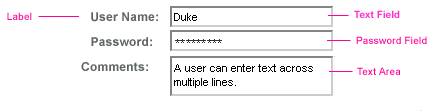 Label User Name: Duke Text Field
Password: ********* Password Field
Comments: A user can enter text across
multiple lines. Text Area